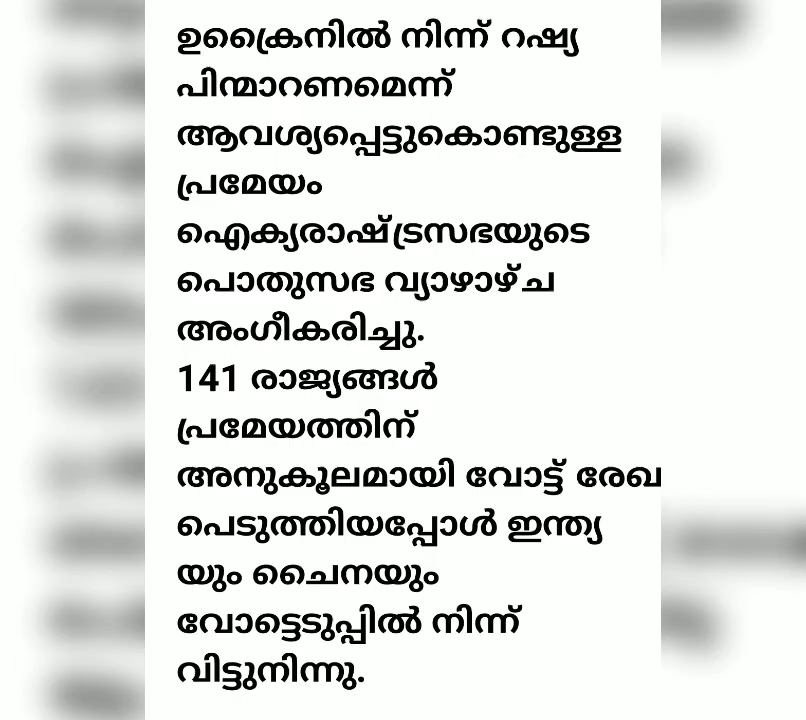 ഉക്രൈനിൽ നിന്ന് റഷ്യ
പിന്മാറണമെന്ന്
ആവശ്യപ്പെട്ടുകൊണ്ടുള്ള
പ്രമേയം
ഐക്യരാഷ്ട്രസഭയുടെ
പൊതുസഭ വ്യാഴാഴ്ച
അംഗീകരിച്ചു.
141 രാജ്യങ്ങൾ
പ്രമേയത്തിന്
അനുകൂലമായി വോട്ട് രേഖ
പെടുത്തിയപ്പോൾ ഇന്ത്യ
യും ചൈനയും
വോട്ടെടുപ്പിൽ നിന്ന്
വിട്ടുനിന്നു.